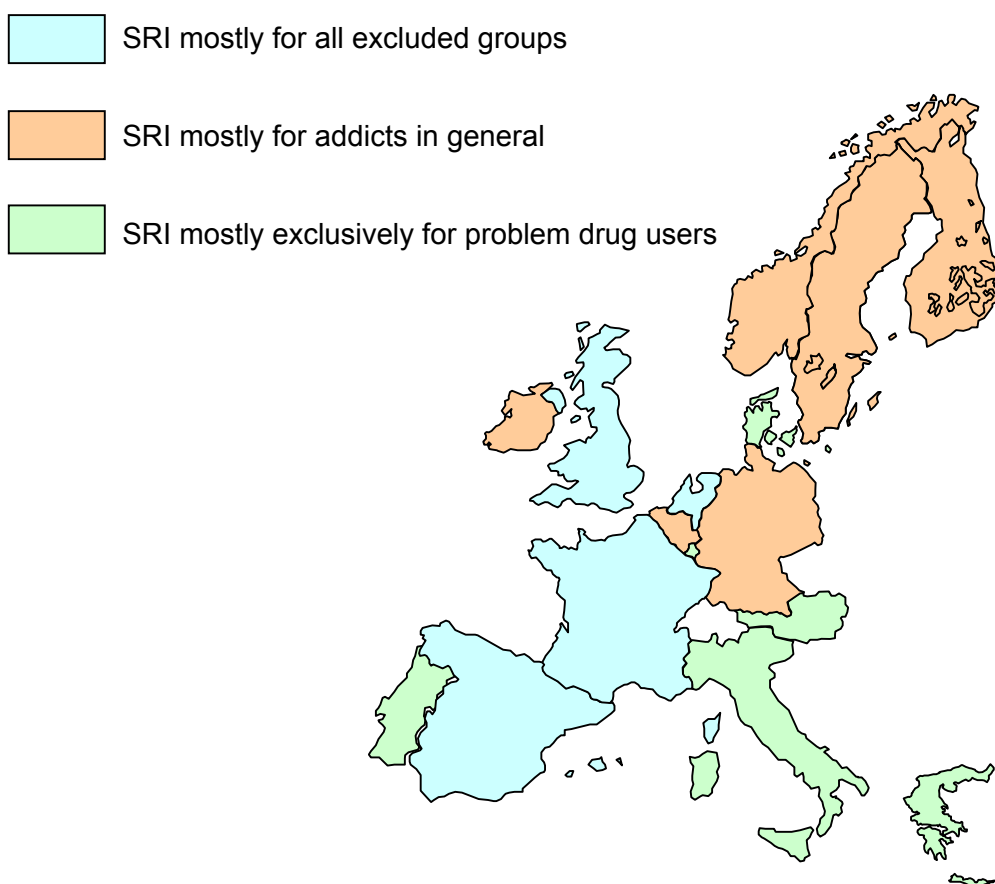 SRI mostly for all excluded groups
SRI mostly for addicts in general
SRI mostly exclusively for problem drug users